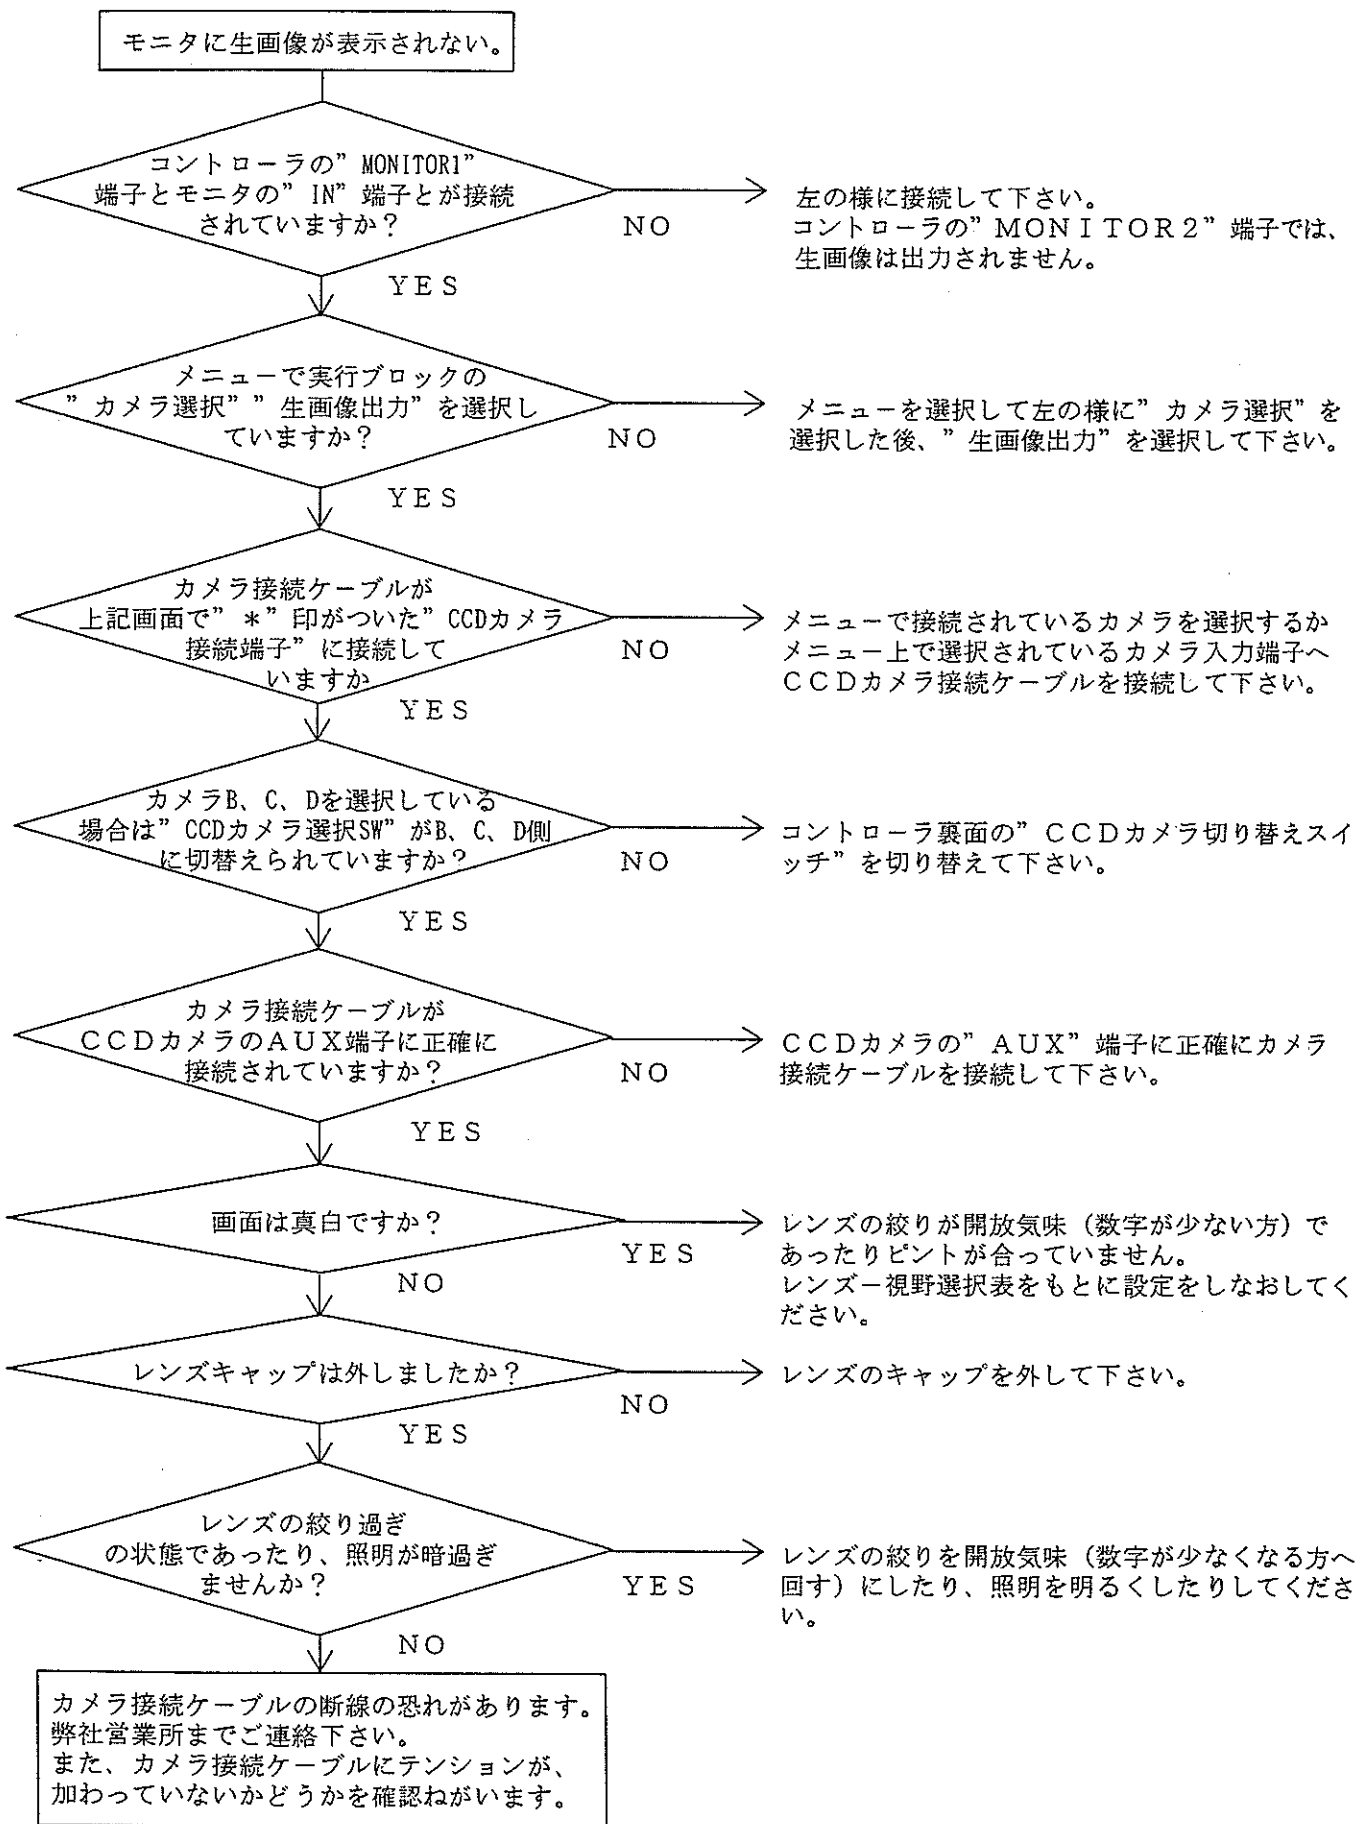 モニタに生画像が表示されない。
コントローラの”MONITOR1”
端子とモニタの”IN”端子とが接続
されていますか？
NO
左の様に接続して下さい。
コントローラの”ＭＯＮＩＴＯＲ２”端子では、
生画像は出力されません。
YES
メニューで実行ブロックの
”カメラ選択””生画像出力”を選択し
ていますか？
NO
メニューを選択して左の様に”カメラ選択”を
選択した後、”生画像出力”を選択して下さい。
YES
カメラ接続ケーブルが
上記画面で”＊”印がついた”CCDカメラ
接続端子”に接続して
いますか
NO
メニューで接続されているカメラを選択するか
メニュー上で選択されているカメラ入力端子へ
ＣＣＤカメラ接続ケーブルを接続して下さい。
YES
カメラB、C、Dを選択している
場合は”CCDカメラ選択SW”がB、C、D側
に切替えられていますか？
NO
コントローラ裏面の”ＣＣＤカメラ切り替えスイ
ッチ”を切り替えて下さい。
YES
カメラ接続ケーブルが
ＣＣＤカメラのＡＵＸ端子に正確に
接続されていますか？
NO
ＣＣＤカメラの”ＡＵＸ”端子に正確にカメラ
接続ケーブルを接続して下さい。
YES
画面は真白ですか？
YES
レンズの絞りが開放気味（数字が少ない方）で
あったりピントが合っていません。
レンズー視野選択表をもとに設定をしなおしてく
ださい。
NO
レンズキャップは外しましたか？
NO
レンズのキャップを外して下さい。
YES
レンズの絞り過ぎ
の状態であったり、照明が暗過ぎ
ませんか？
YES
レンズの絞りを開放気味（数字が少なくなる方へ
回す）にしたり、照明を明るくしたりしてくださ
い。
NO
カメラ接続ケーブルの断線の恐れがあります。
弊社営業所までご連絡下さい。
また、カメラ接続ケーブルにテンションが、
加わっていないかどうかを確認ねがいます。